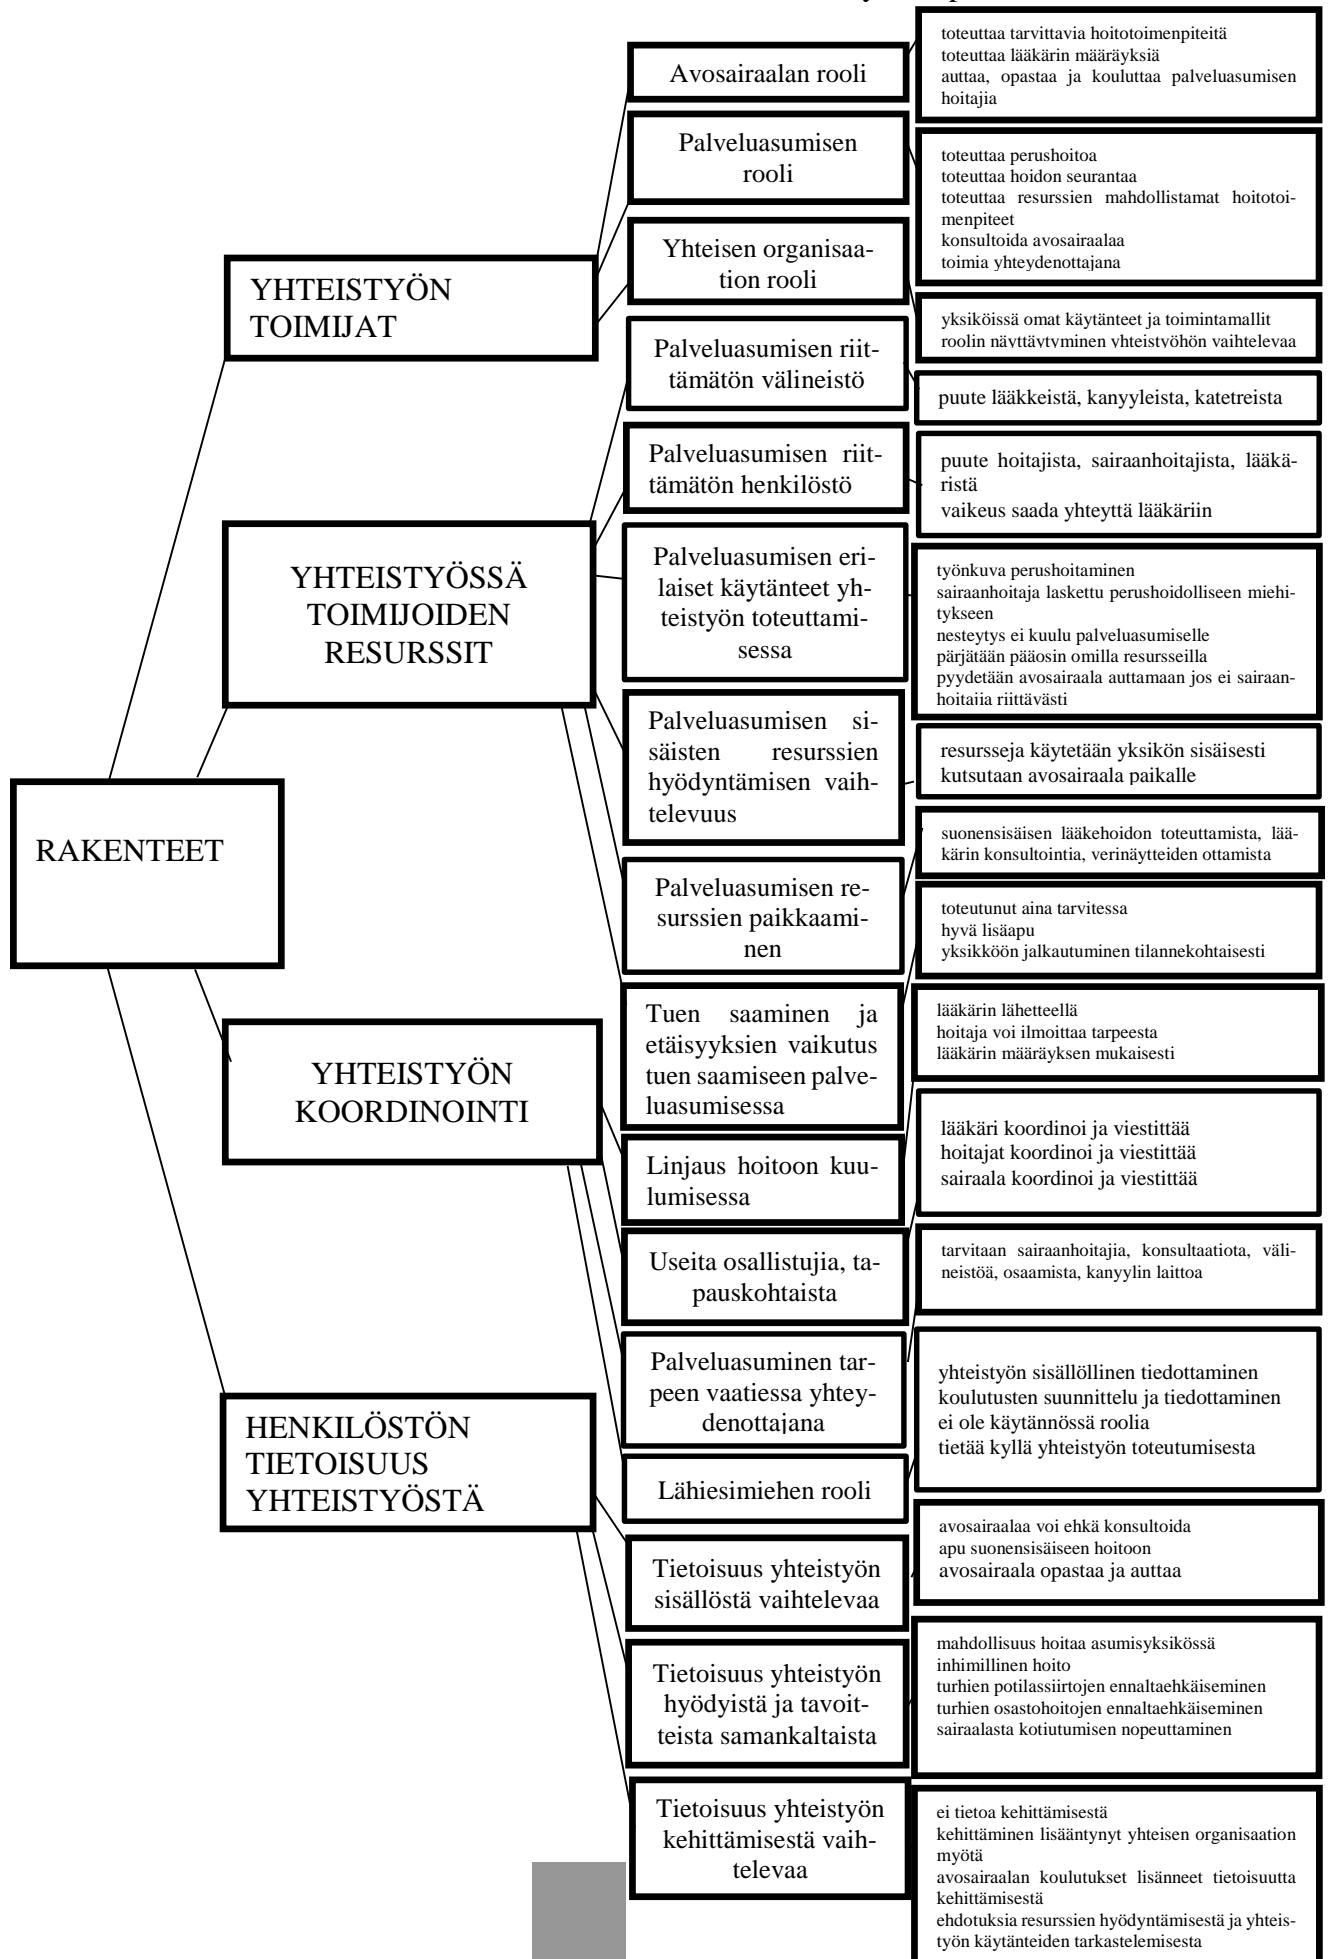 RAKENTEET
YHTEISTYÖN
TOIMIJAT
YHTEISTYÖSSÄ
TOIMIJOIDEN
RESURSSIT
YHTEISTYÖN
KOORDINOINTI
HENKILÖSTÖN
TIETOISUUS
YHTEISTYÖSTÄ
Avosairaalan rooli
Palveluasumisen
rooli
Yhteisen organisaa-
tion rooli
Palveluasumisen riit-
tämätön välineistö
Palveluasumisen riit-
tämätön henkilöstö
Palveluasumisen eri-
laiset käytänteet yh-
teistyön toteuttami-
sessa
Palveluasumisen si-
säisten resurssien
hyödyntämisen vaih-
televuus
Palveluasumisen re-
surssien paikkaami-
nen
Tuen saaminen ja
etäisyyksien vaikutus
tuen saamiseen palve-
luasumisessa
Linjaus hoitoon kuu-
lumisessa
Useita osallistujia, ta-
pauskohtaista
Palveluasuminen tar-
peen vaatiessa yhtey-
denottajana
Lähiesimiehen rooli
Tietoisuus yhteistyön
sisällöstä vaihtelevaa
Tietoisuus yhteistyön
hyödyistä ja tavoit-
teista samankaltaista
Tietoisuus yhteistyön
kehittämisestä vaih-
televaa
toteuttaa tarvittavia hoitotoimenpiteitä
toteuttaa lääkärin määräyksiä
auttaa, opastaa ja kouluttaa palveluasumisen
hoitajia
toteuttaa perushoitoa
toteuttaa hoidon seurantaa
toteuttaa resurssien mahdollistamat hoitotoi-
menpiteet
konsultoida avosairaalaa
toimia yhteydenottajana
yksiköissä omat käytänteet ja toimintamallit
roolin näyttäytyminen yhteistyöhön vaihtelevaa
puute lääkkeistä, kanyyleista, katetreista
puute hoitajista, sairaanhoitajista, lääkä-
ristä
vaikeus saada yhteyttä lääkäriin
työnkuva perushoitaminen
sairaanhoitaja laskettu perushoidolliseen miehi-
tykseen
nesteytys ei kuulu palveluasumiselle
pärjätään pääosin omilla resursseilla
pyydetään avosairaala auttamaan jos ei sairaan-
hoitajia riittävästi
resursseja käytetään yksikön sisäisesti
kutsutaan avosairaala paikalle
suonensisäisen lääkehoidon toteuttamista, lää-
kärin konsultointia, verinäytteiden ottamista
toteutunut aina tarvitessa
hyvä lisäapu
yksikköön jalkautuminen tilannekohtaisesti
lääkärin lähetteellä
hoitaja voi ilmoittaa tarpeesta
lääkärin määräyksen mukaisesti
lääkäri koordinoi ja viestittää
hoitajat koordinoi ja viestittää
sairaala koordinoi ja viestittää
tarvitaan sairaanhoitajia, konsultaatiota, väli-
neistöä, osaamista, kanyylin laittoa
yhteistyön sisällöllinen tiedottaminen
koulutusten suunnittelu ja tiedottaminen
ei ole käytännössä roolia
tietää kyllä yhteistyön toteutumisesta
avosairaalaa voi ehkä konsultoida
apu suonensisäiseen hoitoon
avosairaala opastaa ja auttaa
mahdollisuus hoitaa asumisyksikössä
inhimillinen hoito
turhien potilassiirtojen ennaltaehkäiseminen
turhien osastohoitojen ennaltaehkäiseminen
sairaalasta kotiutumisen nopeuttaminen
ei tietoa kehittämisestä
kehittäminen lisääntynyt yhteisen organisaation
myötä
avosairaalan koulutukset lisänneet tietoisuutta
kehittämisestä
ehdotuksia resurssien hyödyntämisestä ja yhteis-
työn käytänteiden tarkastelemisesta